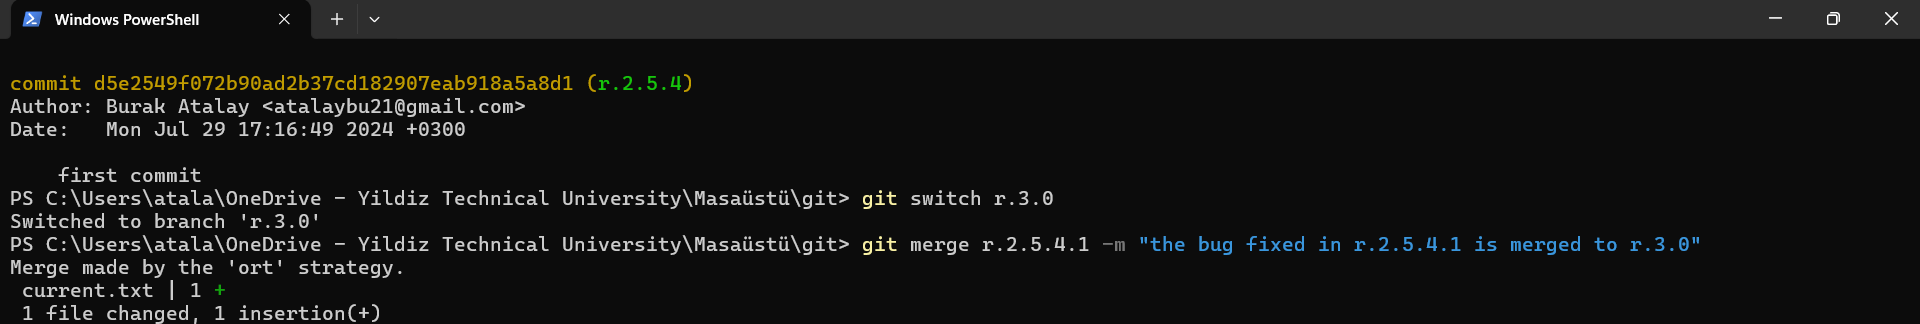 Windows PowerShell
commit d5e2549f072b90ad2b37cd182907eab918a5a8d1 (r.2.5.4)
Author: Burak Atalay <atalaybu21@gmail.com>
Date:   Mon Jul 29 17:16:49 2024 +0300
    first commit
PS C:\Users\atala\OneDrive - Yildiz Technical University\Masaüstü\git> git switch r.3.0
Switched to branch 'r.3.0'
PS C:\Users\atala\OneDrive - Yildiz Technical University\Masaüstü\git> git merge r.2.5.4.1 -m "the bug fixed in r.2.5.4.1 is merged to r.3.0"
Merge made by the 'ort' strategy.
 current.txt | 1 +
 1 file changed, 1 insertion(+)